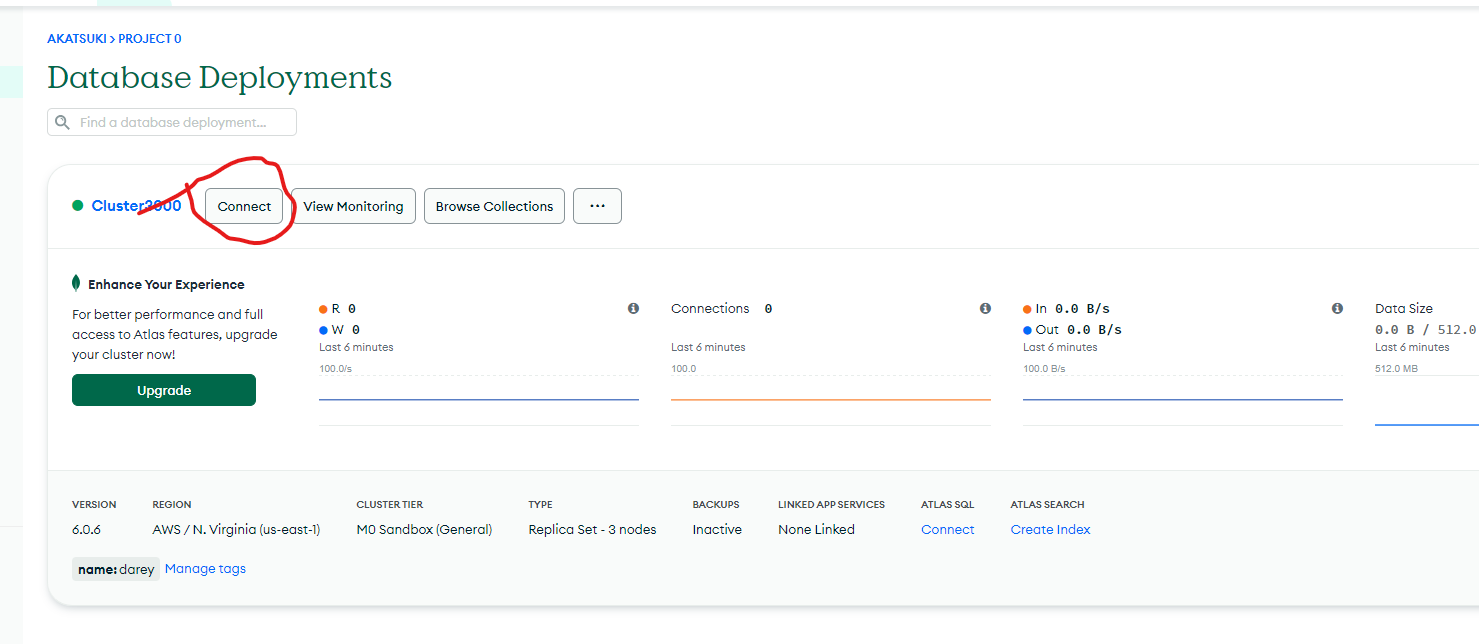 AKATSUKI > PROJECT 0
Database Deployments
Find a database deployment...
Cluster3000 Connect View Monitoring Browse Collections ...
Enhance Your Experience
For better performance and full
access to Atlas features, upgrade
your cluster now!
Upgrade
R 0
W 0
Last 6 minutes
100.0/s
Connections 0
Last 6 minutes
100.0
In 0.0 B/s
Out 0.0 B/s
Last 6 minutes
100.0 B/s
Data Size
0.0 B / 512.0
Last 6 minutes
512.0 MB
VERSION REGION CLUSTER TIER TYPE BACKUPS LINKED APP SERVICES ATLAS SQL ATLAS SEARCH
6.0.6 AWS / N. Virginia (us-east-1) M0 Sandbox (General) Replica Set - 3 nodes Inactive None Linked Connect Create Index
name: darey Manage tags